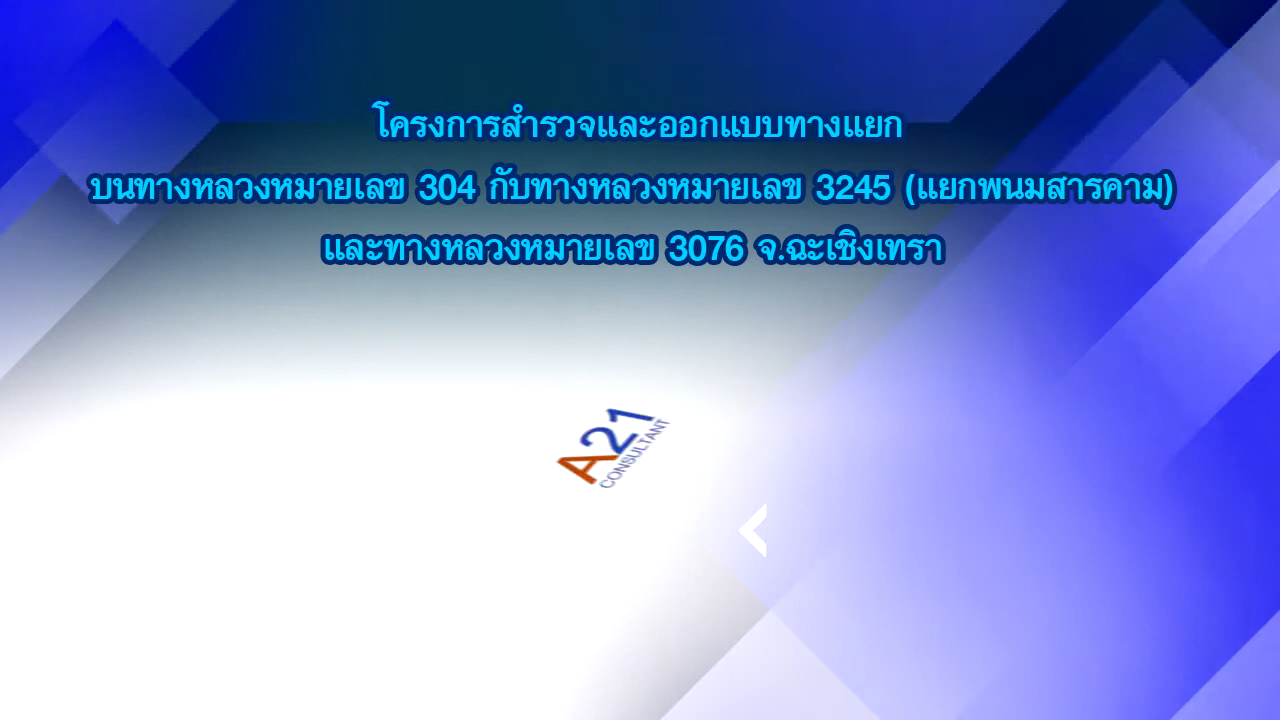 โครงการสำรวจและออกแบบทางแยก
บนทางหลวงหมายเลข 304 กับทางหลวงหมายเลข 3245 (แยกพนมสารคาม)
และทางหลวงหมายเลข 3076 จ.ฉะเชิงเทรา
A21
CONSULTANT